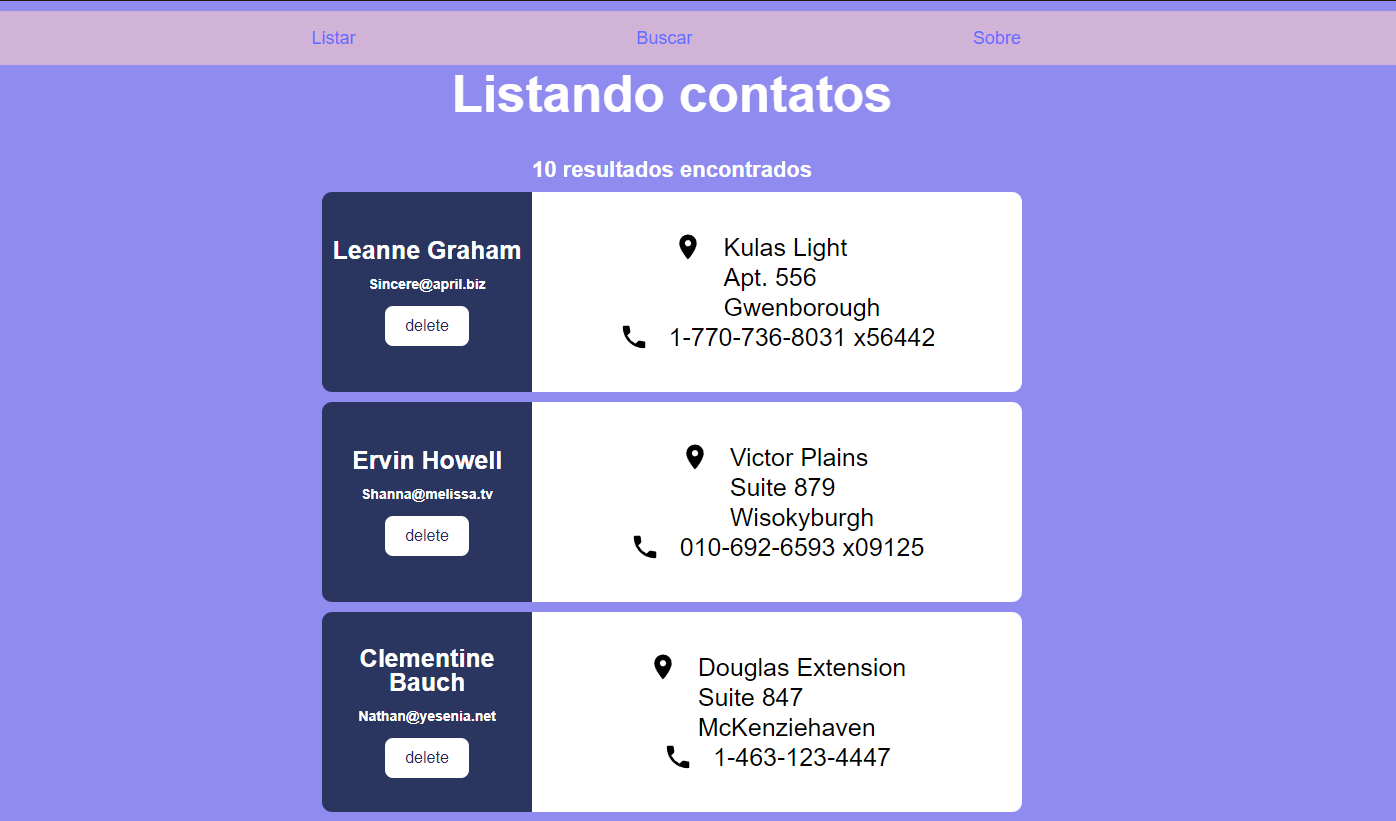 Listar
Buscar
Sobre
Listando contatos
10 resultados encontrados
Leanne Graham
Sincere@april.biz
delete
Kulas Light
Apt. 556
Gwenborough
1-770-736-8031 x56442
Ervin Howell
Shanna@melissa.tv
delete
Victor Plains
Suite 879
Wisokyburgh
010-692-6593 x09125
Clementine
Bauch
Nathan@yesenia.net
delete
Douglas Extension
Suite 847
McKenziehaven
1-463-123-4447